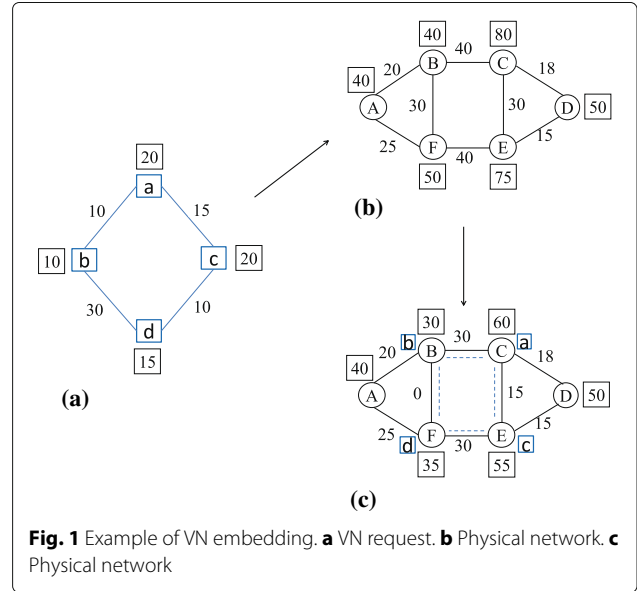 40
80
B
40
C
20
18
40
A
30
30
D
50
25
F
40
E
15
50
75
(b)
20
a
10
15
10
b
c
20
30
10
d
15
(a)
30
60
b
B
30
C
a
20
18
40
A
0
15
D
50
25
F
E
15
d
30
c
35
55
(c)
Fig. 1 Example of VN embedding. a VN request. b Physical network. c
Physical network